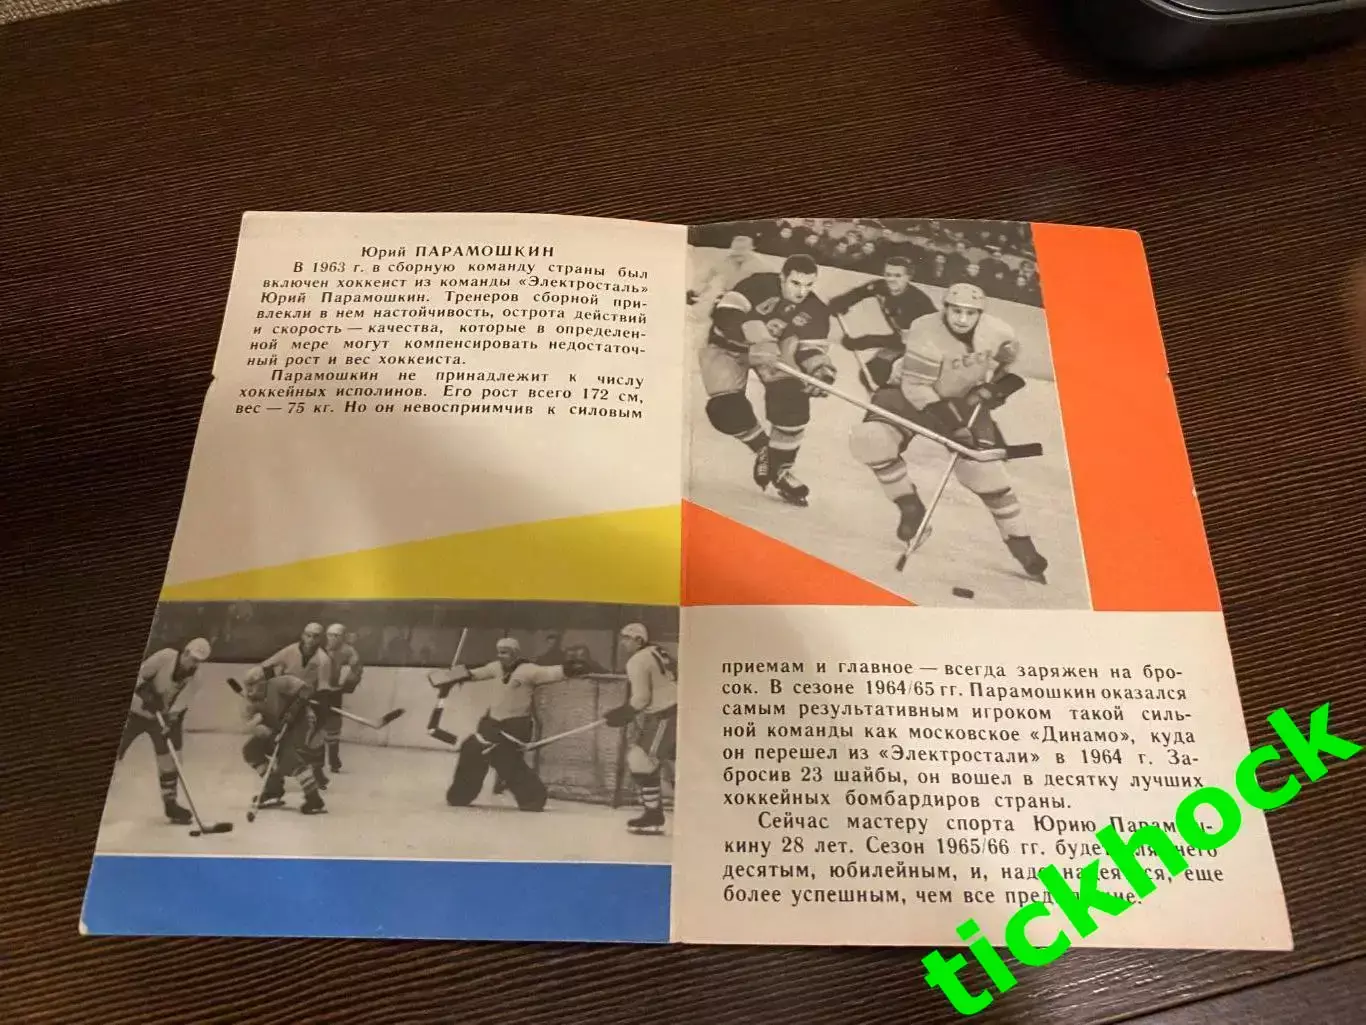 Юрий ПАРАМОШКИН
В 1963 г. в сборную команду страны был
включен хоккеист из команды «Электросталь»
Юрий Парамошкин. Тренеров сборной при-
влекли в нем настойчивость, острота действий
и скорость — качества, которые в определен-
ной мере могут компенсировать недостаточ-
ный рост и вес хоккеиста.
Парамошкин не принадлежит к числу
хоккейных исполинов. Его рост всего 172 см,
вес — 75 кг. Но он невосприимчив к силовым
СССР
приемам и главное — всегда заряжен на бро-
сок. В сезоне 1964/65 гг. Парамошкин оказался
самым результативным игроком такой силь-
ной команды как московское «Динамо», куда
он перешел из «Электростали» в 1964 г. За-
бросив 23 шайбы, он вошел в десятку лучших
хоккейных бомбардиров страны.
Сейчас мастеру спорта Юрию
кину 28 лет. Сезон 1965/66 гг.
десятым, юбилейным, и, еще
более успешным, чем все
tickhock